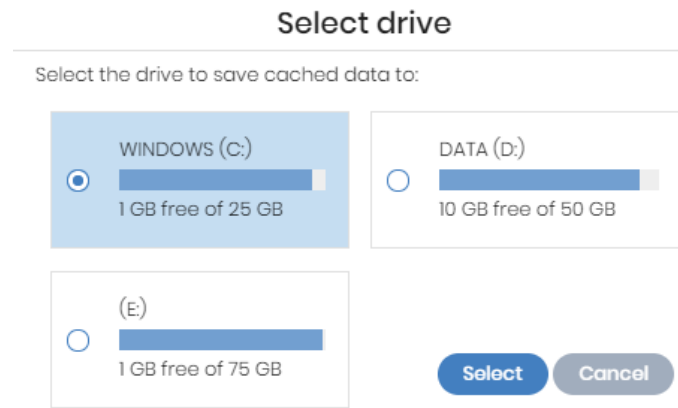 Select drive
Select the drive to save cached data to:
WINDOWS (C:)
1 GB free of 25 GB
DATA (D:)
10 GB free of 50 GB
(E:)
1 GB free of 75 GB
Select
Cancel